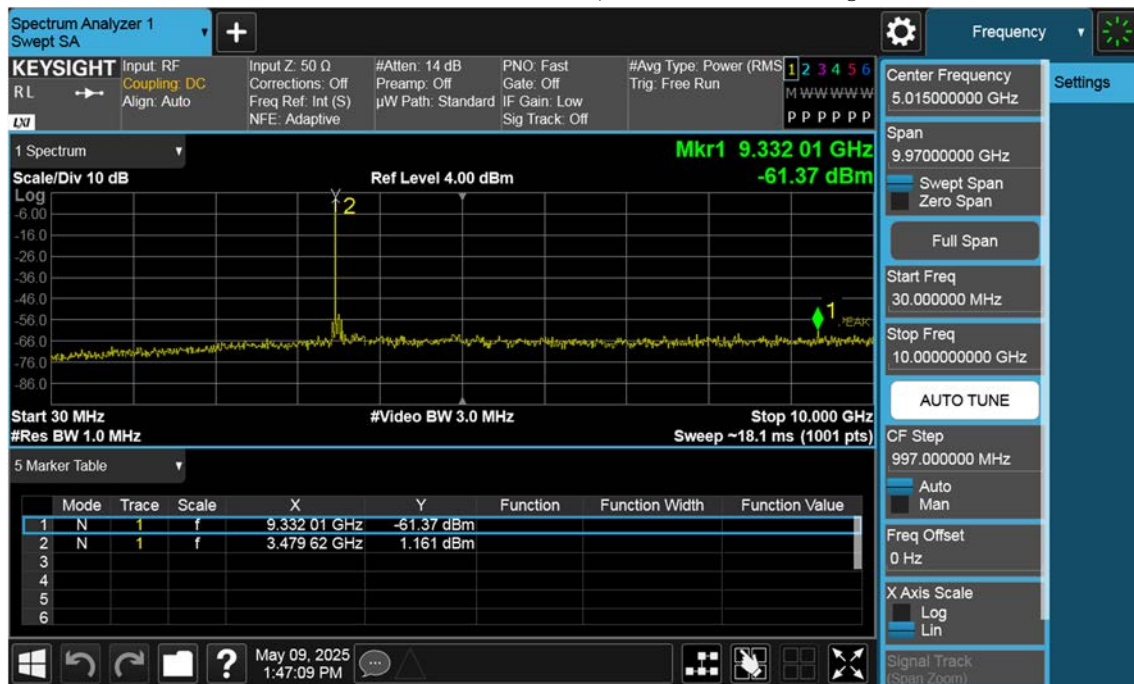 Spectrum Analyzer 1
Swept SA
Frequency
KEYSIGHT
RL
LXI
Input: RF
Coupling: DC
Align: Auto
Input Z: 50 Ω
Corrections: Off
Freq Ref: Int (S)
NFE: Adaptive
#Atten: 14 dB
Preamp: Off
µW Path: Standard
PNO: Fast
Gate: Off
IF Gain: Low
Sig Track: Off
#Avg Type: Power (RMS
Trig: Free Run
1 2 3 4 5 6
M W W W W W
P P P P P P
1 Spectrum
Mkr1 9.332 01 GHz
Scale/Div 10 dB
Ref Level 4.00 dBm
-61.37 dBm
Log
2
-6.00
-16.0
-26.0
-36.0
-46.0
-56.0
1
PEAK
-66.0
-76.0
-86.0
Start 30 MHz
#Video BW 3.0 MHz
Stop 10.000 GHz
#Res BW 1.0 MHz
Sweep ~18.1 ms (1001 pts)
5 Marker Table
Mode Trace Scale X Y Function Function Width Function Value
1 N 1 f 9.332 01 GHz -61.37 dBm
2 N 1 f 3.479 62 GHz 1.161 dBm
3
4
5
6
?
May 09, 2025
1:47:09 PM
Center Frequency
5.015000000 GHz
Span
9.97000000 GHz
Swept Span
Zero Span
Full Span
Start Freq
30.000000 MHz
Stop Freq
10.000000000 GHz
AUTO TUNE
CF Step
997.000000 MHz
Auto
Man
Freq Offset
0 Hz
X Axis Scale
Log
Lin
Signal Track
(Span Zoom)
Settings